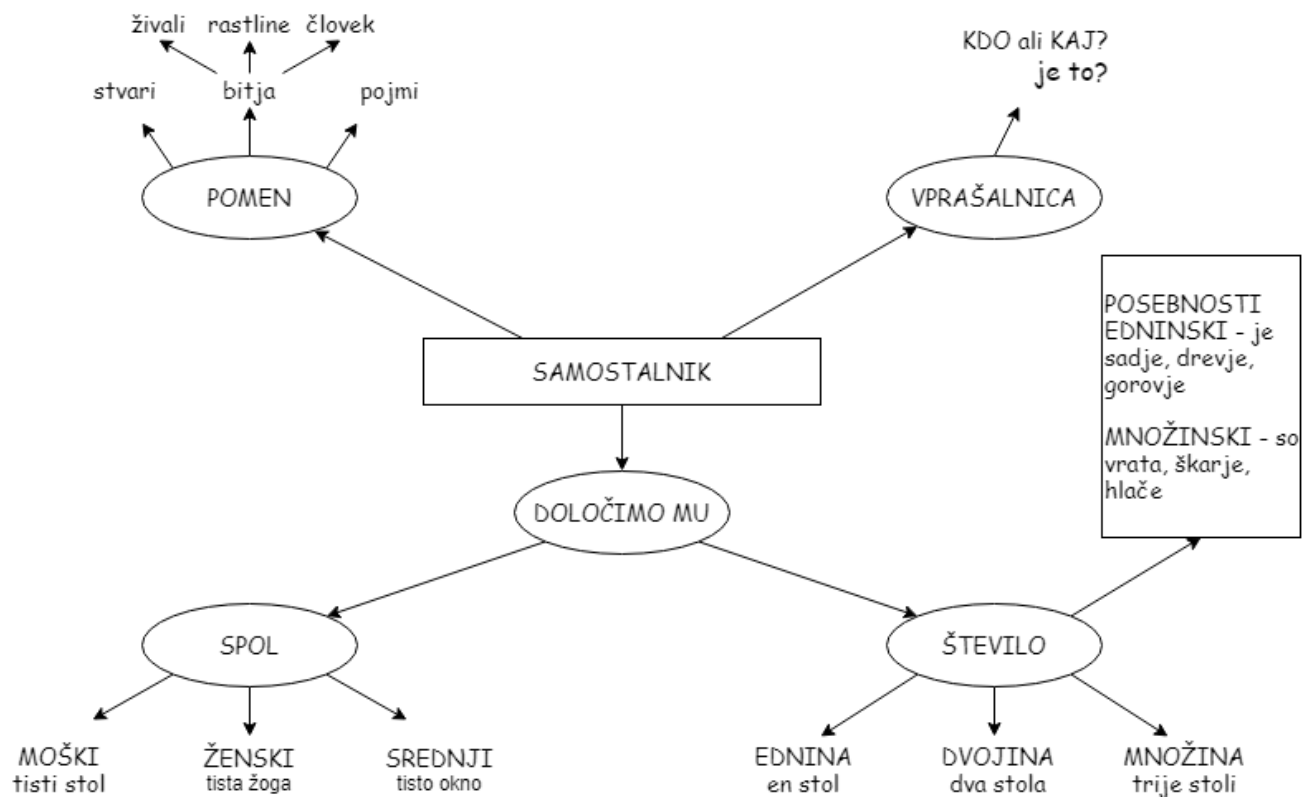 živali rastline človek
stvari bitja pojmi
POMEN
KDO ali KAJ?
je to?
VPRAŠALNICA
SAMOSTALNIK
POSEBNOSTI
EDNINSKI - je
sadje, drevje,
gorovje
MNOŽINSKI - so
vrata, škarje,
hlače
DOLOČIMO MU
SPOL
ŠTEVILO
MOŠKI
tisti stol
ŽENSKI
tista žoga
SREDNJI
tisto okno
EDNINA
en stol
DVOJINA
dva stola
MNOŽINA
trije stoli